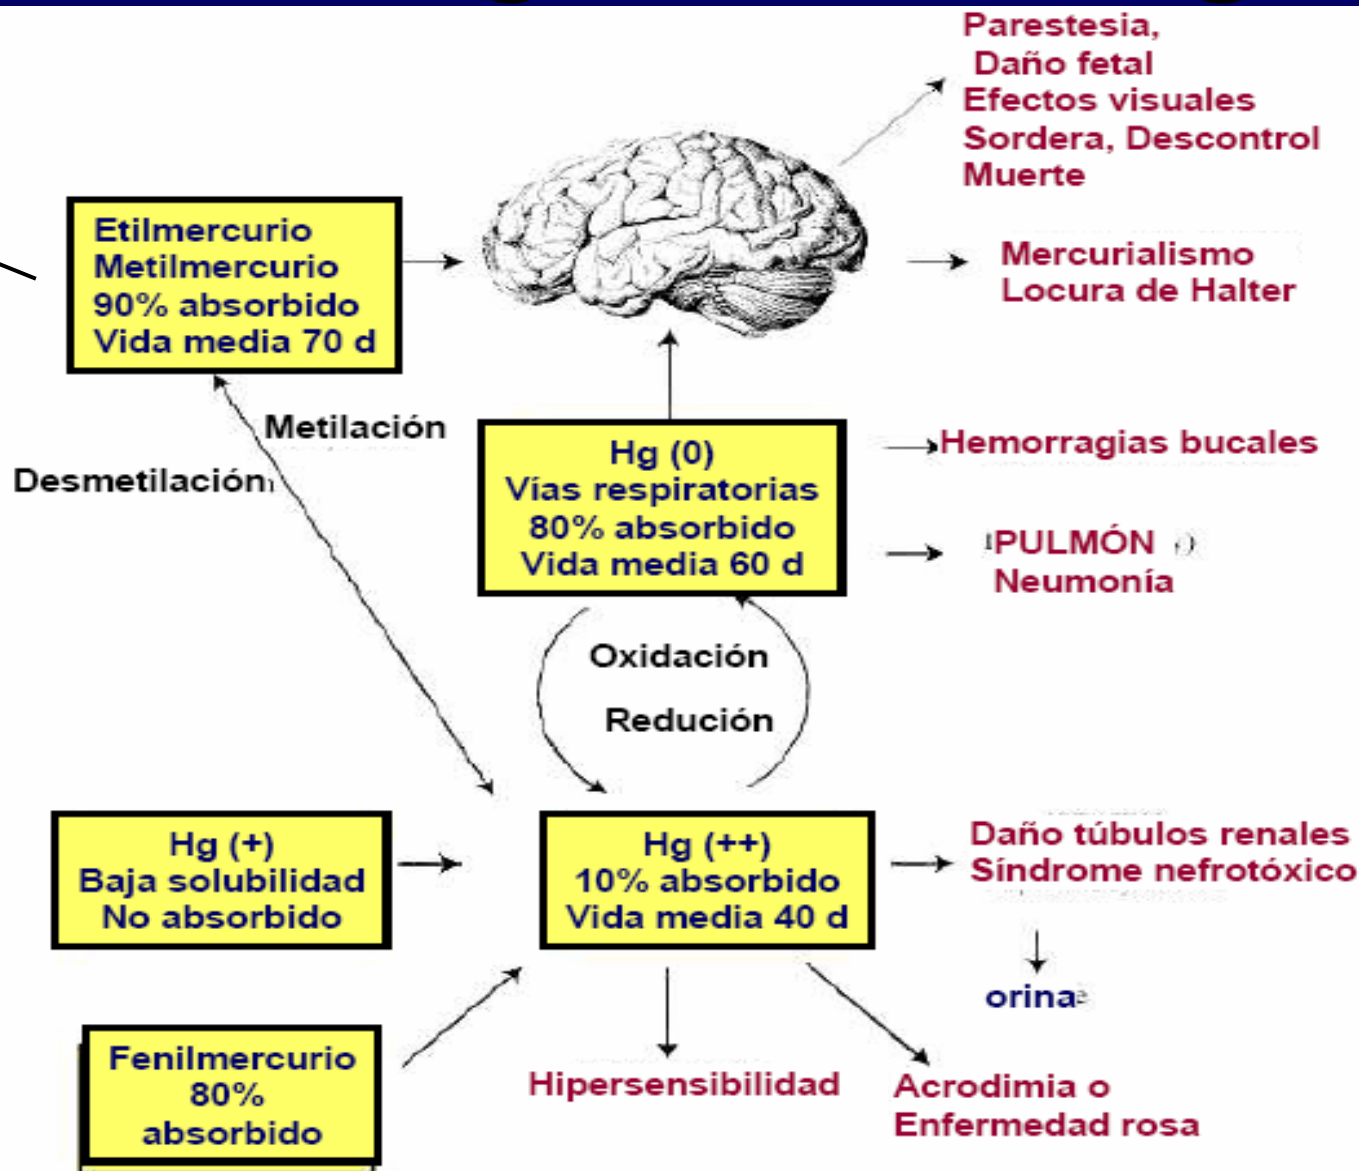 Parestesia,
Daño fetal
Efectos visuales
Sordera, Descontrol
Muerte
Etilmercurio
Metilmercurio
90% absorbido
Vida media 70 d
Mercurialismo
Locura de Halter
Metilación
Desmetilación
Hg (0)
Vías respiratorias
80% absorbido
Vida media 60 d
Hemorragias bucales
PULMÓN
Neumonía
Oxidación
Redución
Hg (+)
Baja solubilidad
No absorbido
Hg (++)
10% absorbido
Vida media 40 d
Daño túbulos renales
Síndrome nefrotóxico
orina
Fenilmercurio
80%
absorbido
Hipersensibilidad
Acrodimia o
Enfermedad rosa